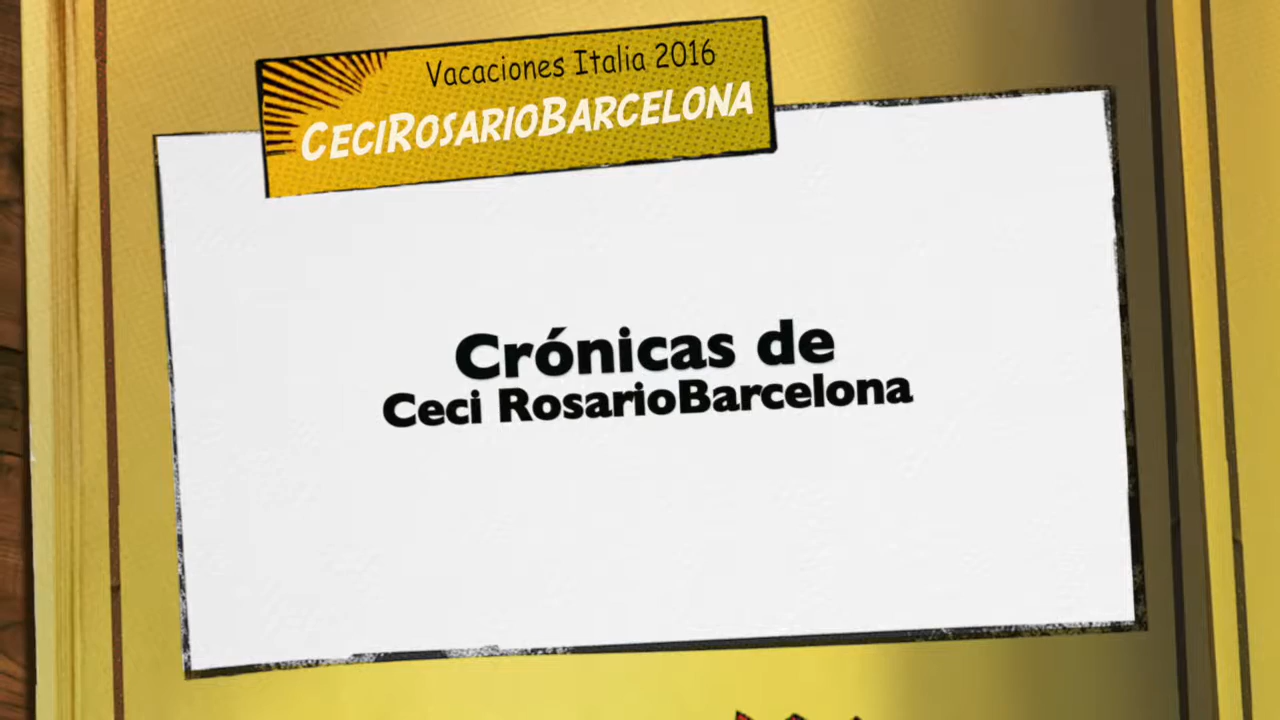 Vacaciones Italia 2016
CECIROSARIOBARCELONA
Crónicas de
Ceci RosarioBarcelona